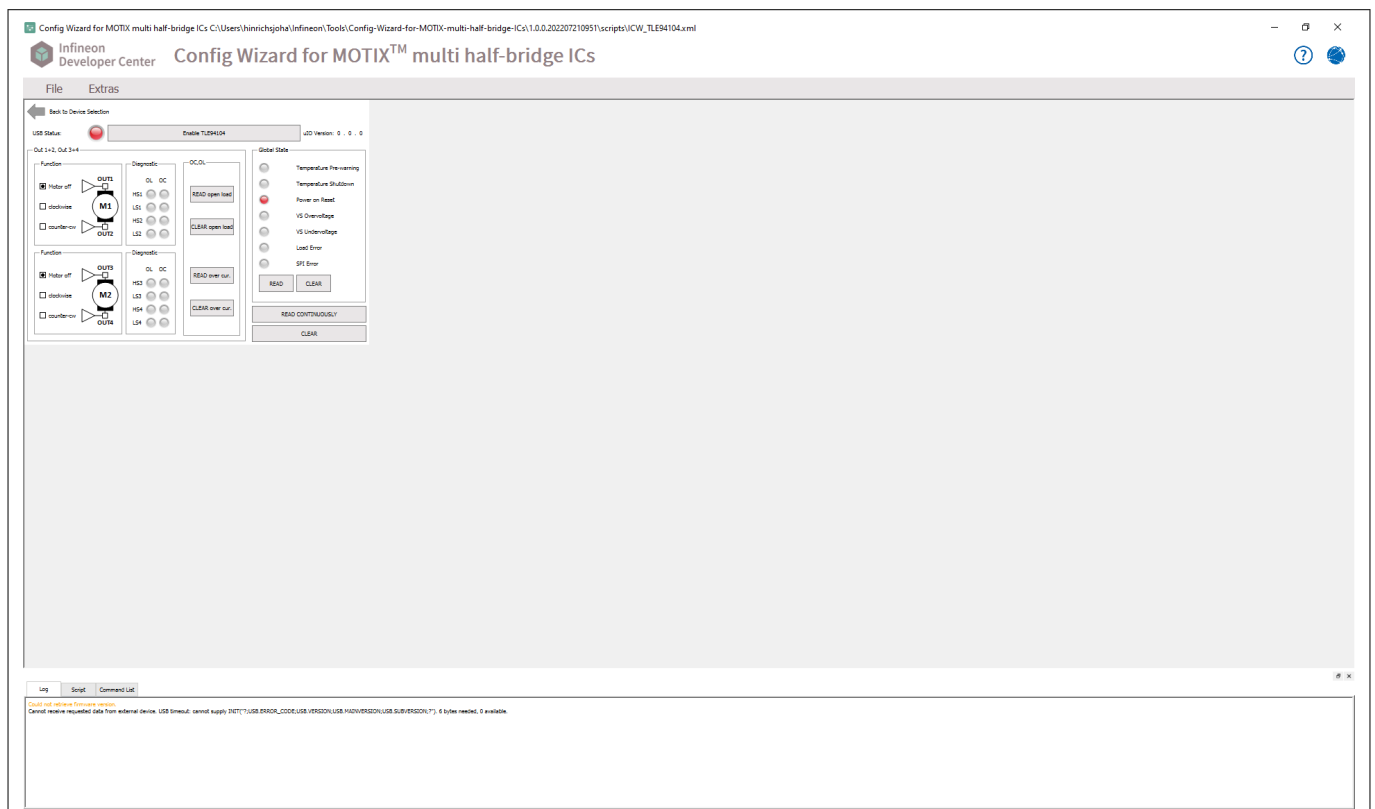 Config Wizard for MOTIX multi half-bridge ICs C:\Users\hinrichsjoha\Infineon\Tools\Config-Wizard-for-MOTIX-multi-half-bridge-ICs\1.0.0.202207210951\scripts\ICW_TLE94104.xml
Infineon
Developer Center
Config Wizard for MOTIX™ multi half-bridge ICs
File Extras
Back to Device Selection
USB Status: Enable TLE94104 uIO Version: 0 . 0 . 0
Out 1+2, Out 3+4
Function
Motor off
clockwise
counter-cw
OUT1
M1
OUT2
Diagnostic
OL OC
HS1
LS1
HS2
LS2
Function
Motor off
clockwise
counter-cw
OUT3
M2
OUT4
Diagnostic
OL OC
HS3
LS3
HS4
LS4
OC,OL
READ open load
CLEAR open load
READ over cur.
CLEAR over cur.
Global State
Temperature Pre-warning
Temperature Shutdown
Power on Reset
VS Overvoltage
VS Undervoltage
Load Error
SPI Error
READ CLEAR
READ CONTINUOUSLY
CLEAR
Log Script Command List
Could not retrieve firmware version.
Cannot receive requested data from external device. USB timeout: cannot supply INIT("?;USB.ERROR_CODE;USB.VERSION;USB.MAINVERSION;USB.SUBVERSION;?"). 6 bytes needed, 0 available.